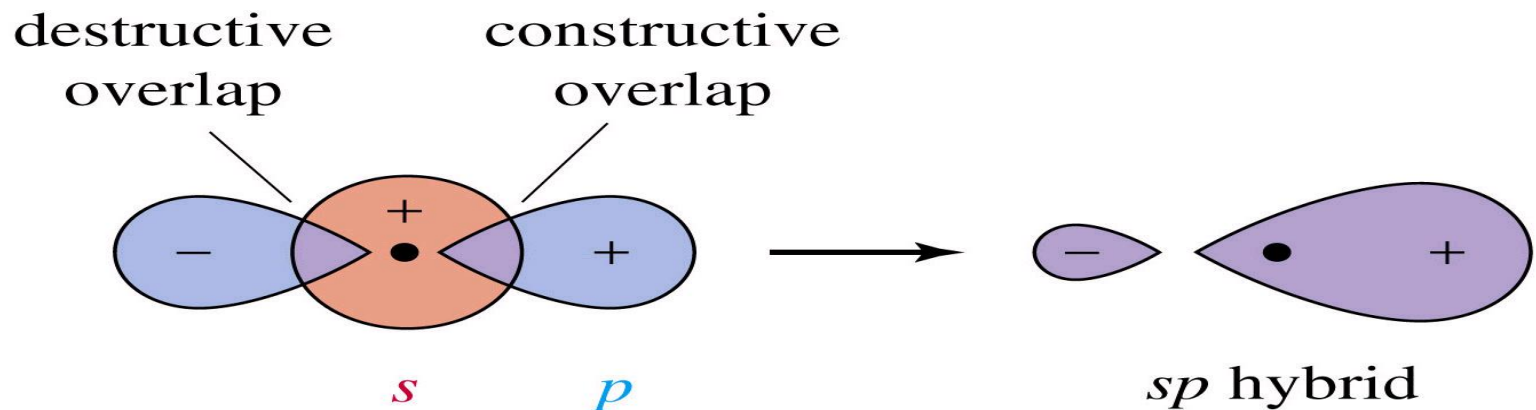 destructive constructive
overlap overlap
+
− + − +
s p sp hybrid